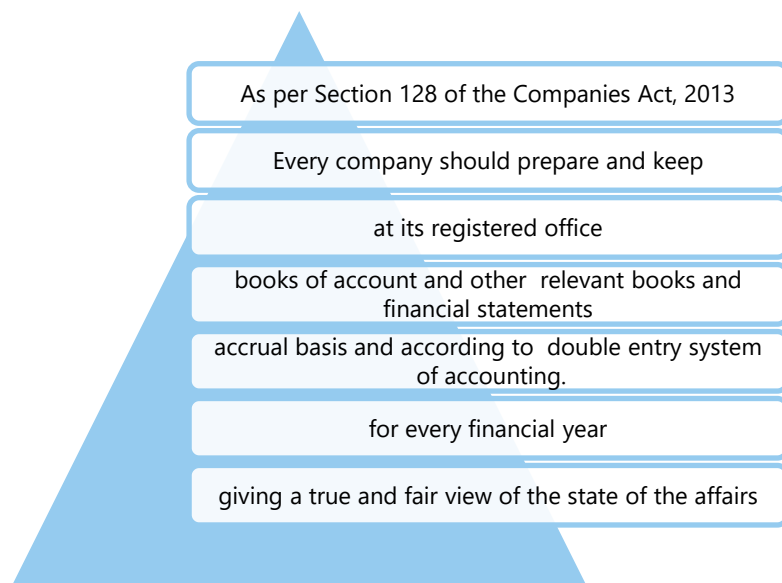 As per Section 128 of the Companies Act, 2013
Every company should prepare and keep
at its registered office
books of account and other relevant books and
financial statements
accrual basis and according to double entry system
of accounting.
for every financial year
giving a true and fair view of the state of the affairs